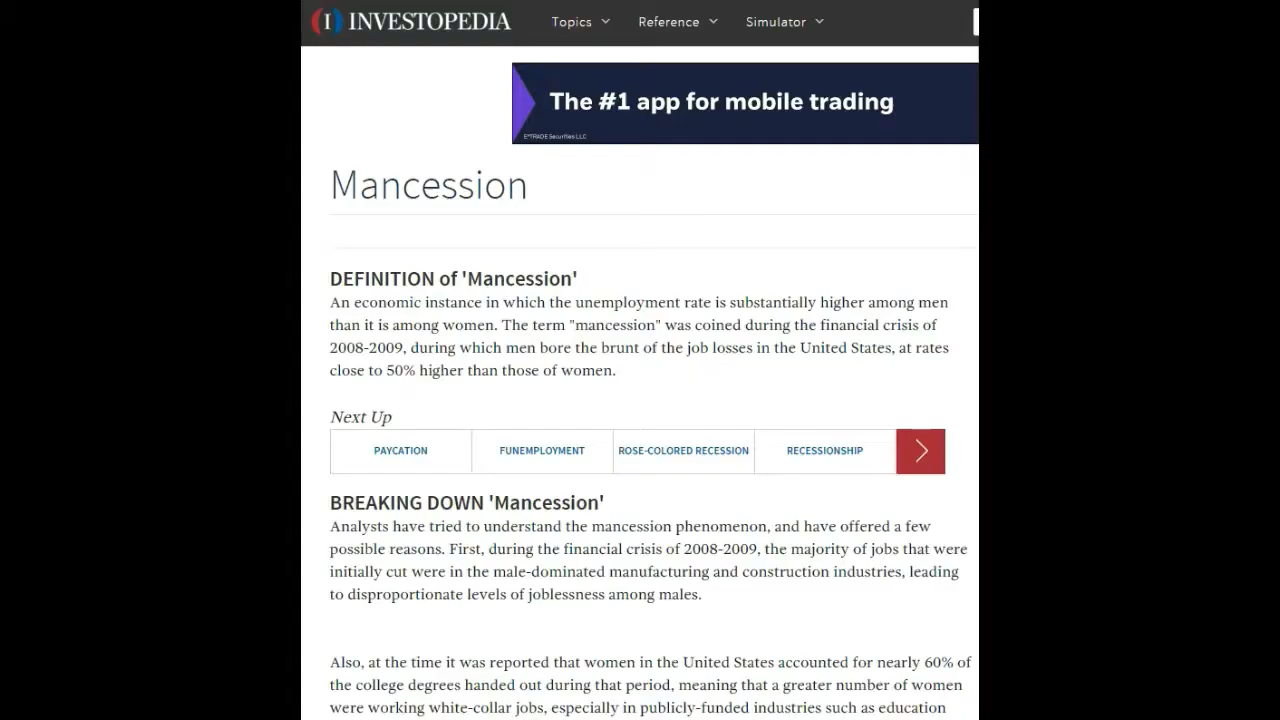 (I) INVESTOPEDIA Topics Reference Simulator
The #1 app for mobile trading
E*TRADE Securities LLC
Mancession
DEFINITION of 'Mancession'
An economic instance in which the unemployment rate is substantially higher among men
than it is among women. The term "mancession" was coined during the financial crisis of
2008-2009, during which men bore the brunt of the job losses in the United States, at rates
close to 50% higher than those of women.
Next Up
PAYCATION FUNEMPLOYMENT ROSE-COLORED RECESSION RECESSIONSHIP
BREAKING DOWN 'Mancession'
Analysts have tried to understand the mancession phenomenon, and have offered a few
possible reasons. First, during the financial crisis of 2008-2009, the majority of jobs that were
initially cut were in the male-dominated manufacturing and construction industries, leading
to disproportionate levels of joblessness among males.
Also, at the time it was reported that women in the United States accounted for nearly 60% of
the college degrees handed out during that period, meaning that a greater number of women
were working white-collar jobs, especially in publicly-funded industries such as education